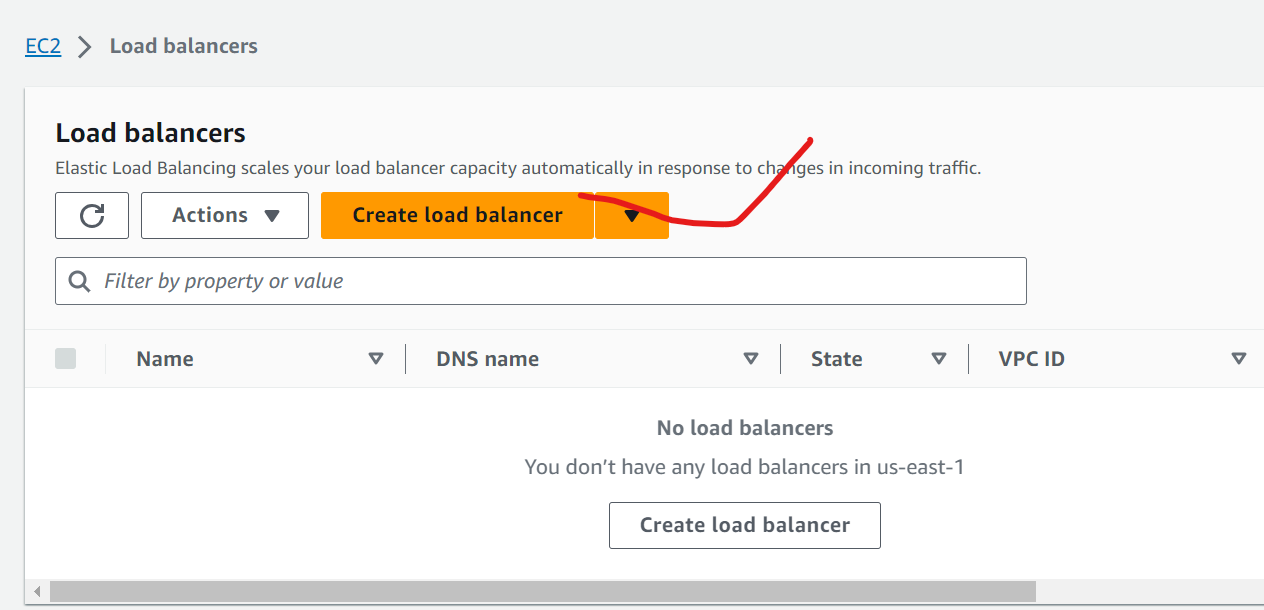 EC2 Load balancers
Load balancers
Elastic Load Balancing scales your load balancer capacity automatically in response to changes in incoming traffic.
Actions Create load balancer
Filter by property or value
Name DNS name State VPC ID
No load balancers
You don’t have any load balancers in us-east-1
Create load balancer